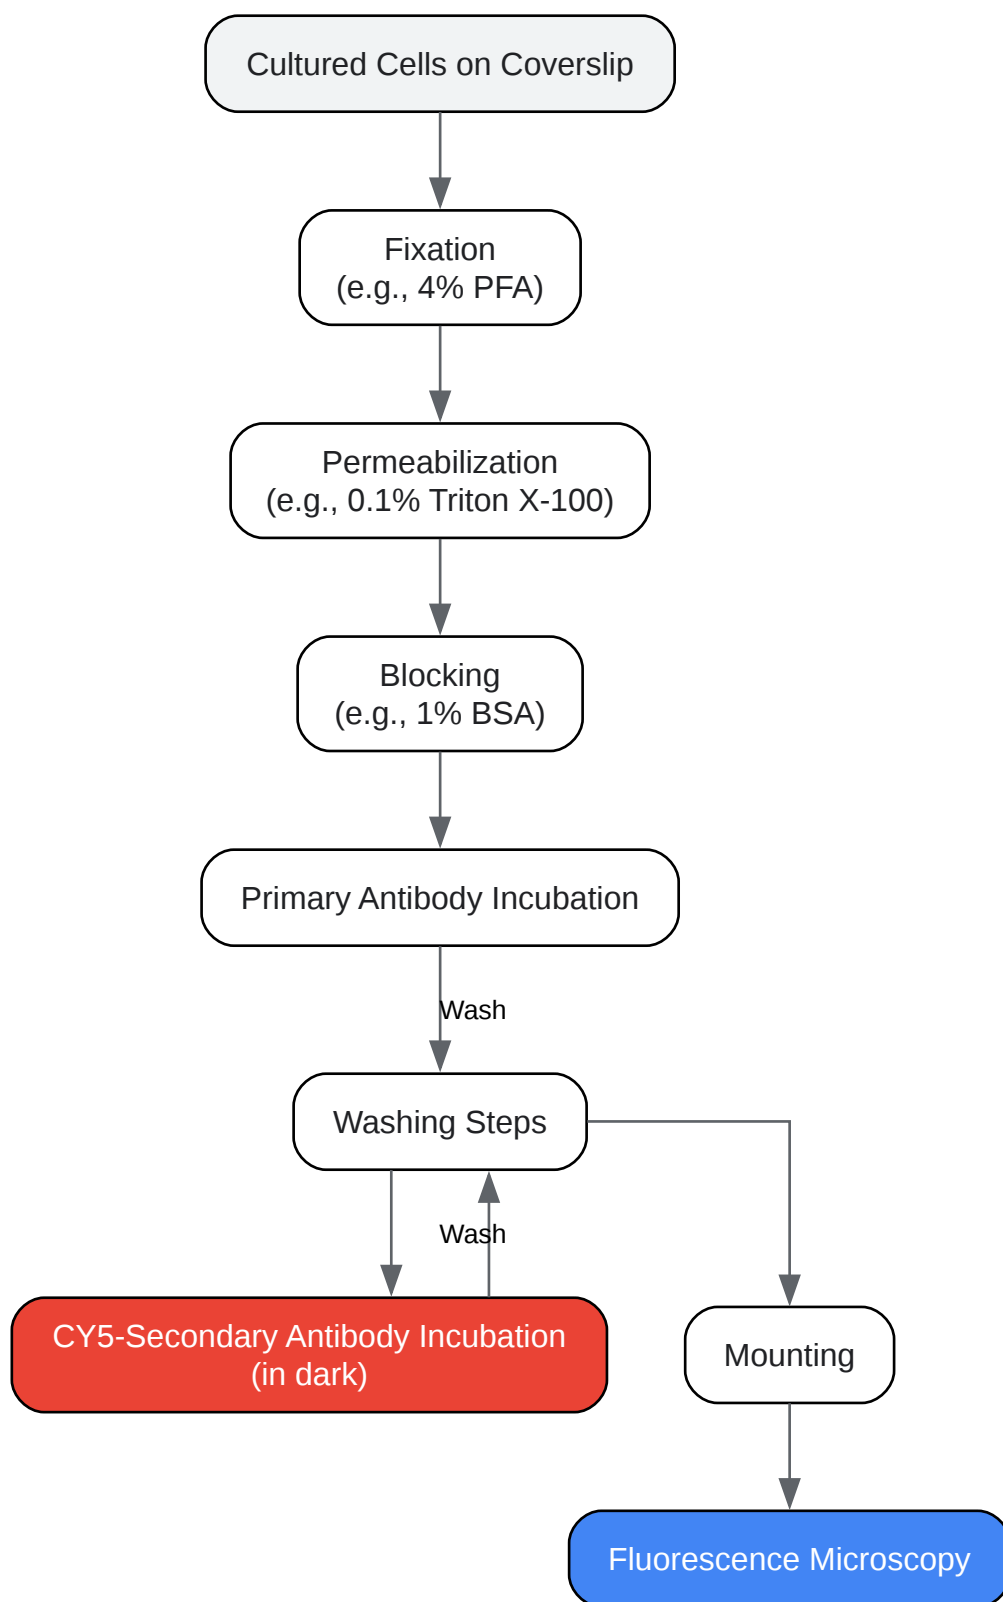 Cultured Cells on Coverslip
Fixation
(e.g., 4% PFA)
Permeabilization
(e.g., 0.1% Triton X-100)
Blocking
(e.g., 1% BSA)
Primary Antibody Incubation
Wash
Washing Steps
Wash
CY5-Secondary Antibody Incubation
(in dark)
Mounting
Fluorescence Microscopy